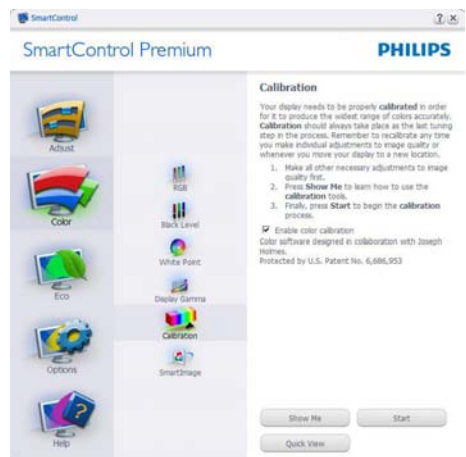 SmartControl
SmartControl Premium
PHILIPS
Adjust
Color
Eco
Options
Help
RGB
Black Level
White Point
Display Gamma
Calibration
SmartImage
Calibration
Your display needs to be properly calibrated in order
for it to produce the widest range of colors accurately.
Calibration should always take place as the last tuning
step in the process. Remember to recalibrate any time
you make individual adjustments to image quality or
whenever you move your display to a new location.
1. Make all other necessary adjustments to image
quality first.
2. Press Show Me to learn how to use the
calibration tools.
3. Finally, press Start to begin the calibration
process.
Enable color calibration
Color software designed in collaboration with Joseph
Holmes.
Protected by U.S. Patent No. 6,686,953
Show Me
Start
Quick View